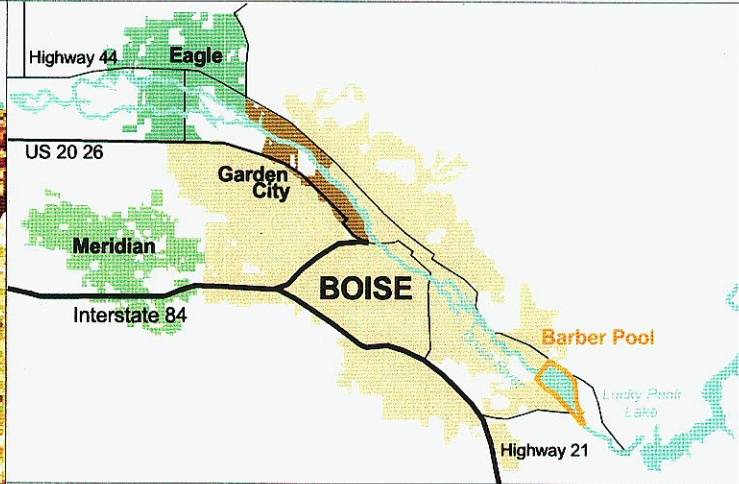 Highway 44
Eagle
US 20 26
Garden
City
Meridian
BOISE
Interstate 84
Barber Pool
Lucky Peak
Lake
Highway 21